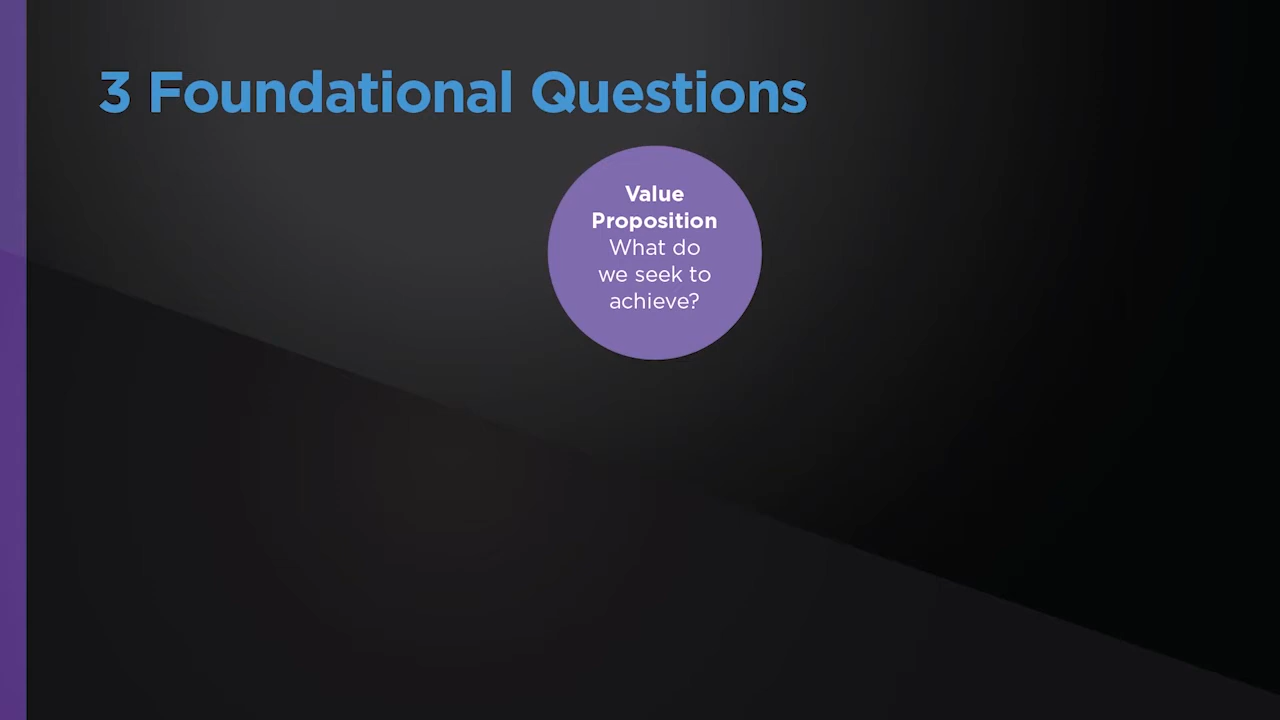 3 Foundational Questions
Value
Proposition
What do
we seek to
achieve?